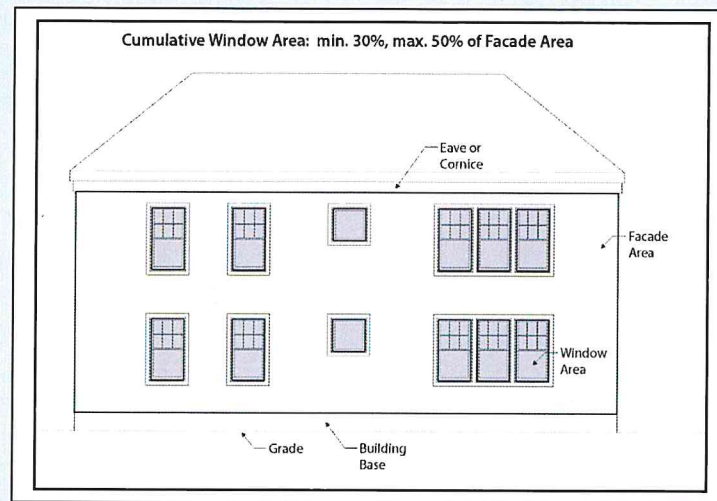 Cumulative Window Area: min. 30%, max. 50% of Facade Area
Eave or
Cornice
Facade
Area
Window
Area
Grade
Building
Base